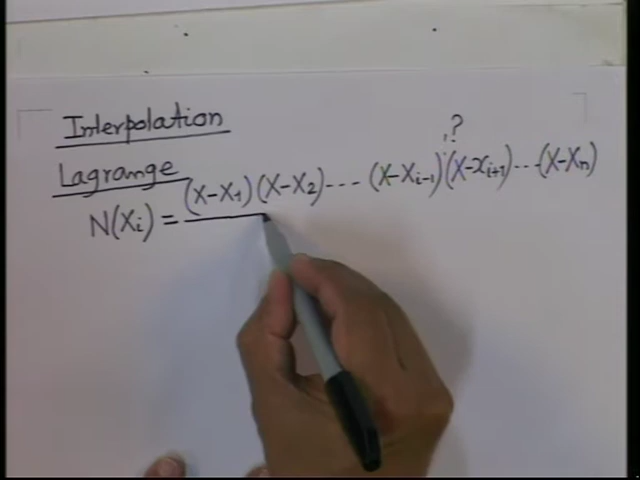 Interpolation
Lagrange
?
N(Xi) = (X-X1)(X-X2)---- (X-Xi-1)(X-xi+1)---(X-Xn)